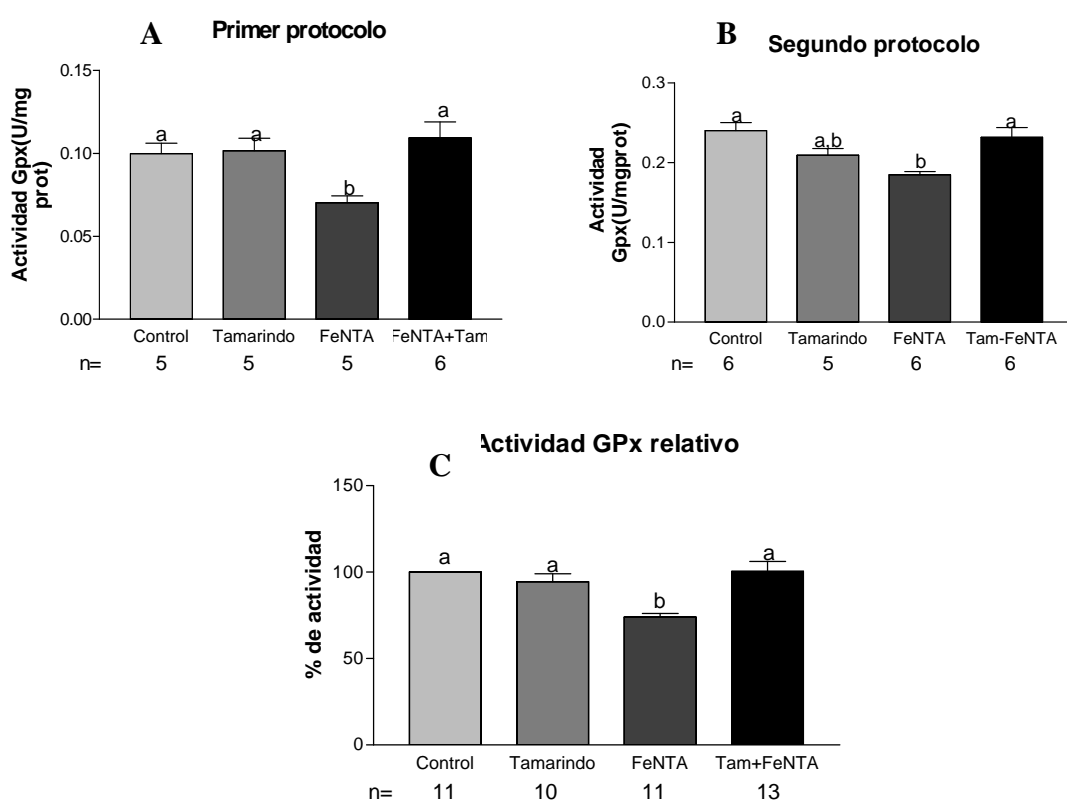 A Primer protocolo
Actividad Gpx(U/mg
prot)
0.15
0.10
0.05
0.00
a a b a
Control Tamarindo FeNTA FeNTA+Tam
n= 5 5 5 6
B Segundo protocolo
Actividad
Gpx(U/mgprot)
0.3
0.2
0.1
0.0
a a,b b a
Control Tamarindo FeNTA Tam-FeNTA
n= 6 5 6 6
C Actividad GPx relativo
% de actividad
150
100
50
0
a a b a
Control Tamarindo FeNTA Tam+FeNTA
n= 11 10 11 13